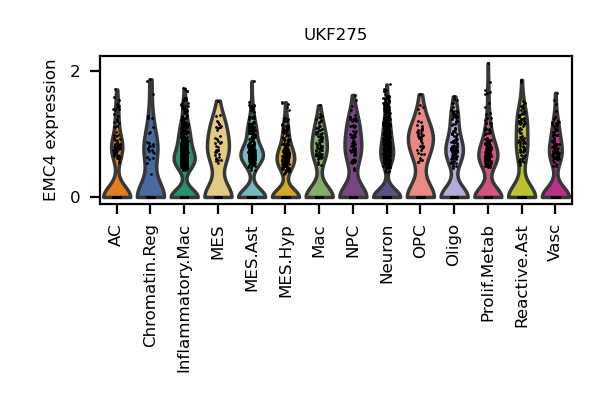 UKF275
EMC4 expression
2
0
AC
Chromatin.Reg
Inflammatory.Mac
MES
MES.Ast
MES.Hyp
Mac
NPC
Neuron
OPC
Oligo
Prolif.Metab
Reactive.Ast
Vasc